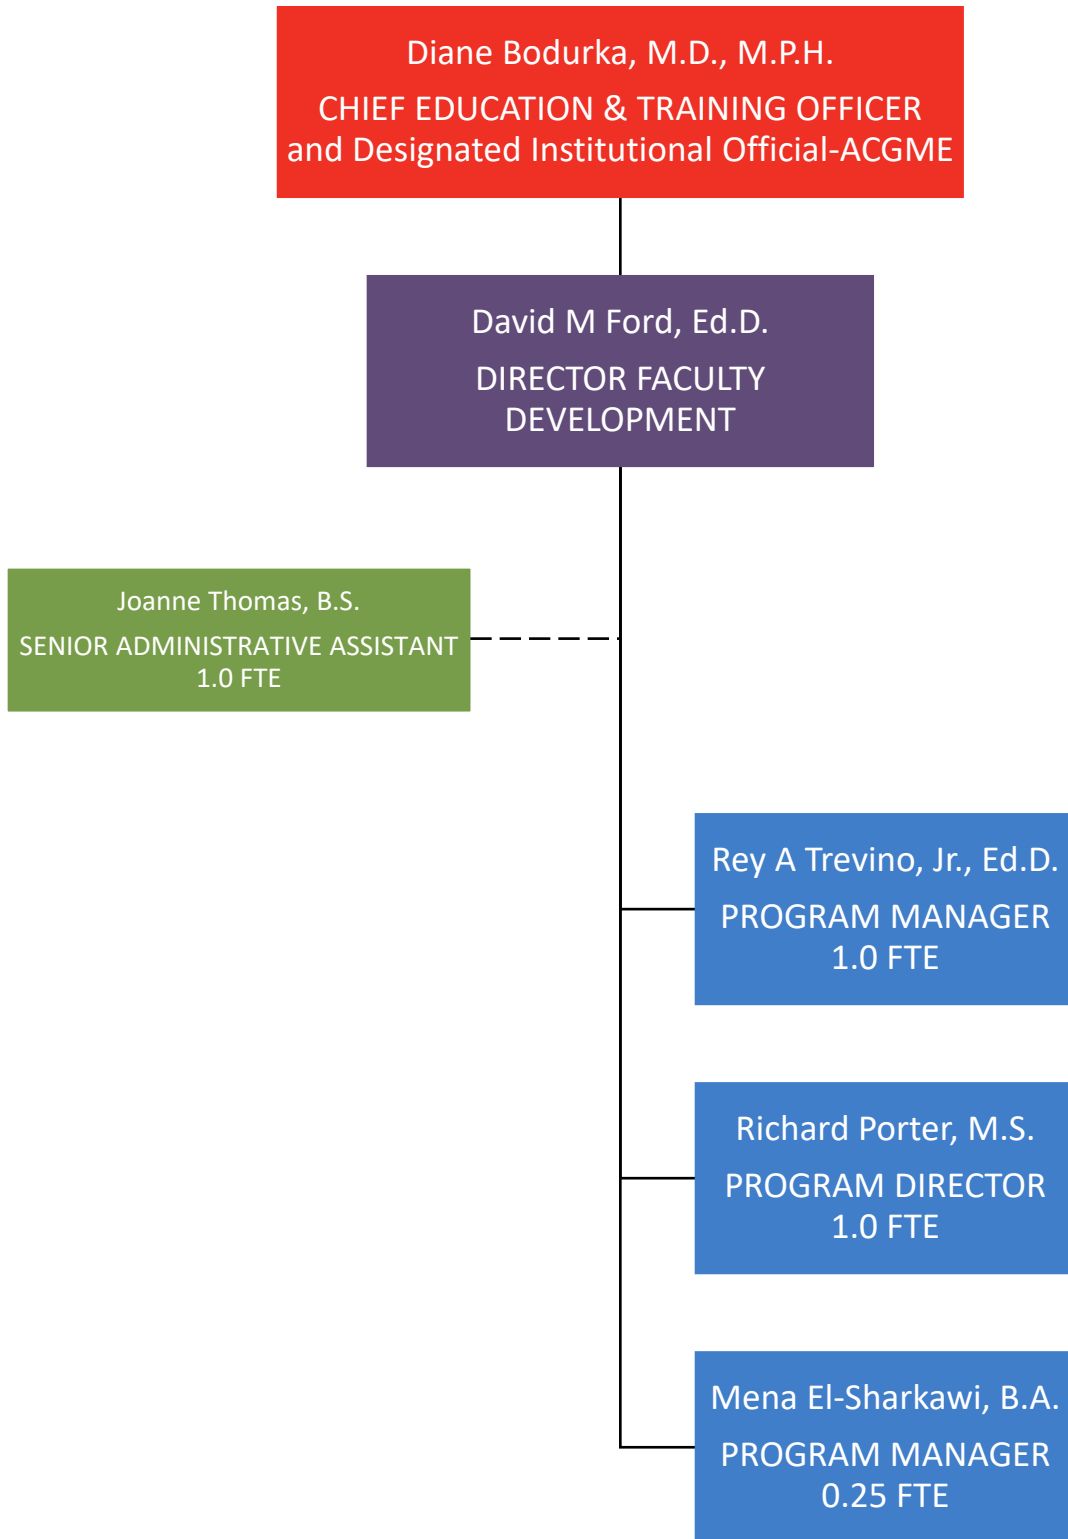 Diane Bodurka, M.D., M.P.H.
CHIEF EDUCATION & TRAINING OFFICER
and Designated Institutional Official-ACGME
David M Ford, Ed.D.
DIRECTOR FACULTY
DEVELOPMENT
Joanne Thomas, B.S.
SENIOR ADMINISTRATIVE ASSISTANT
1.0 FTE
Rey A Trevino, Jr., Ed.D.
PROGRAM MANAGER
1.0 FTE
Richard Porter, M.S.
PROGRAM DIRECTOR
1.0 FTE
Mena El-Sharkawi, B.A.
PROGRAM MANAGER
0.25 FTE